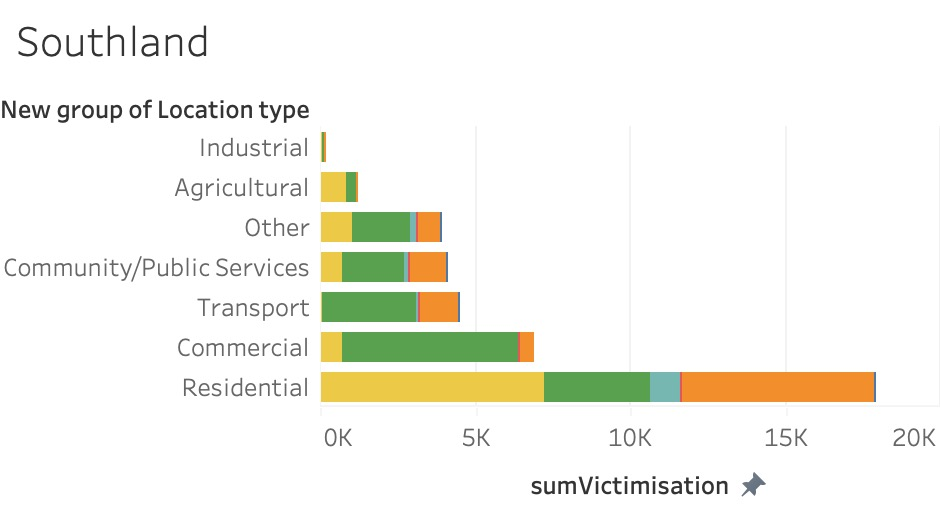 Southland
New group of Location type
Industrial
Agricultural
Other
Community/Public Services
Transport
Commercial
Residential
0K 5K 10K 15K 20K
sumVictimisation